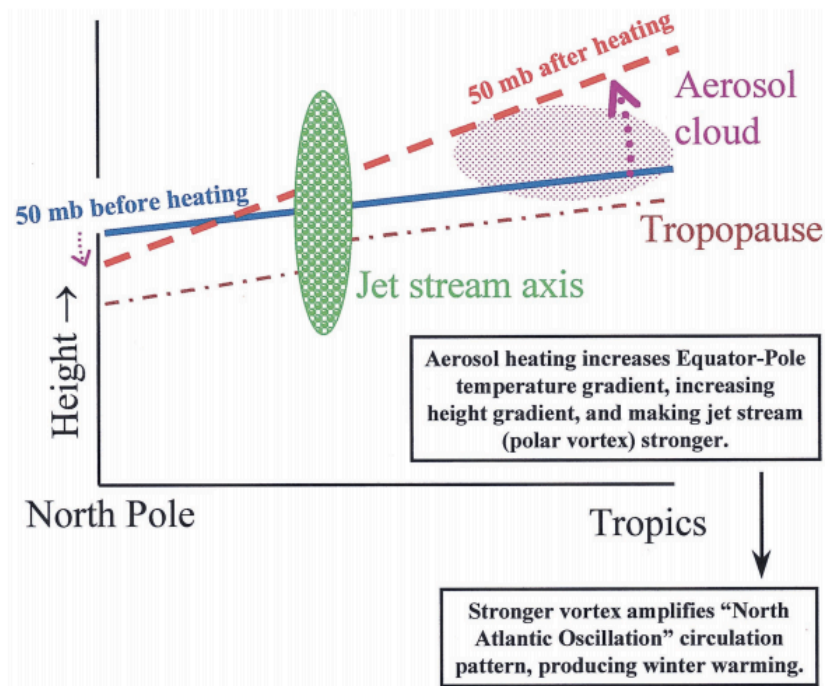 50 mb after heating
Aerosol
cloud
50 mb before heating
Tropopause
Jet stream axis
Height →
Aerosol heating increases Equator-Pole
temperature gradient, increasing
height gradient, and making jet stream
(polar vortex) stronger.
North Pole
Tropics
Stronger vortex amplifies “North
Atlantic Oscillation” circulation
pattern, producing winter warming.